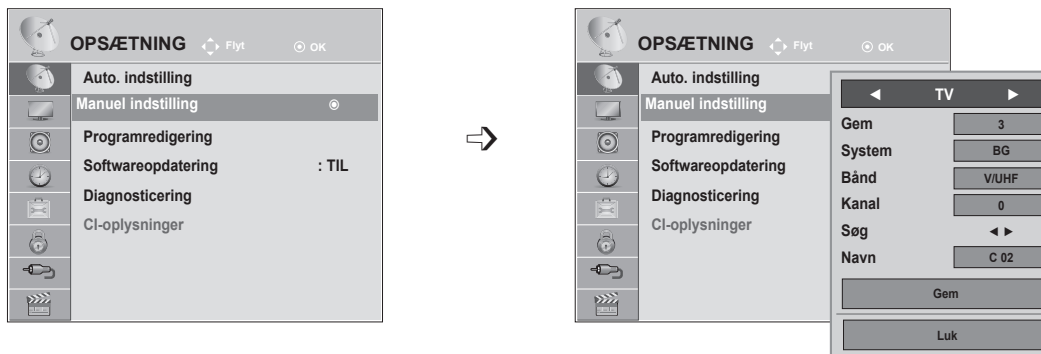 OPSÆTNING Flyt OK
Auto. indstilling
Manuel indstilling
Programredigering
Softwareopdatering : TIL
Diagnosticering
CI-oplysninger
OPSÆTNING Flyt OK
Auto. indstilling
Manuel indstilling
Programredigering
Softwareopdatering
Diagnosticering
CI-oplysninger
◄ TV ►
Gem 3
System BG
Bånd V/UHF
Kanal 0
Søg ◄ ►
Navn C 02
Gem
Luk